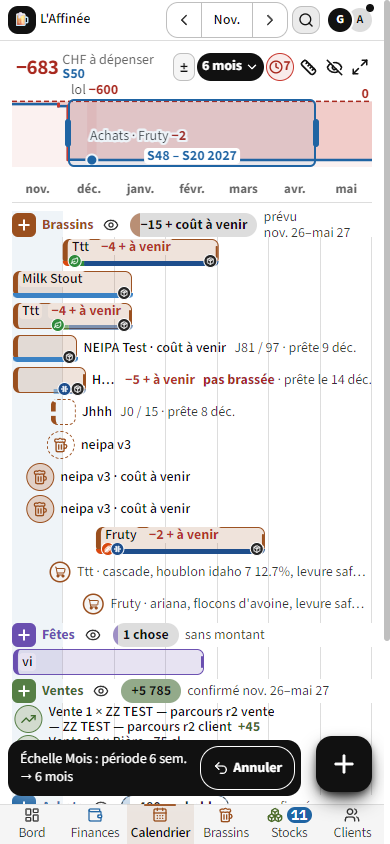 L'Affinée
Nov.
G A
−683 CHF à dépenser
S50
± 6 mois 7
lol −600
0
Achats · Fruty −2
S48 – S20 2027
nov. déc. janv. févr. mars avr. mai
Brassins −15 + coût à venir prévu
nov. 26–mai 27
Ttt −4 + à venir
Milk Stout
Ttt −4 + à venir
NEIPA Test · coût à venir J81 / 97 · prête 9 déc.
H… −5 + à venir pas brassée · prête le 14 déc.
Jhhh J0 / 15 · prête 8 déc.
neipa v3
neipa v3 · coût à venir
neipa v3 · coût à venir
Fruty −2 + à venir
Ttt · cascade, houblon idaho 7 12.7%, levure saf…
Fruty · ariana, flocons d'avoine, levure saf…
Fêtes 1 chose sans montant
vi
Ventes +5 785 confirmé nov. 26–mai 27
Vente 1 × ZZ TEST — parcours r2 vente
— ZZ TEST — parcours r2 client +45
Échelle Mois : période 6 sem.
→ 6 mois
Annuler
+
Bord Finances Calendrier Brassins Stocks 11 Clients